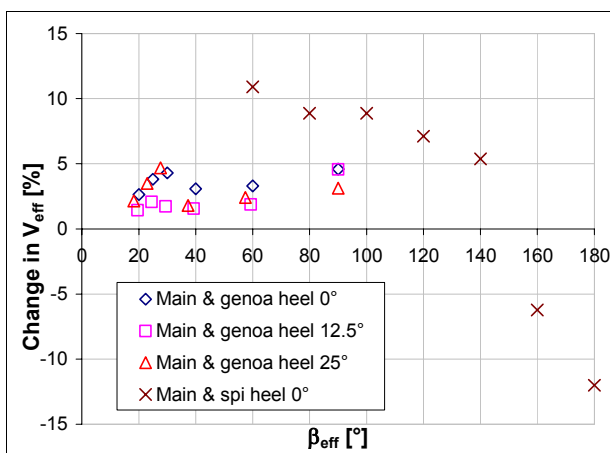 Change in Veff [%]
15
10
5
0
-5
-10
-15
0 20 40 60 80 100 120 140 160 180
Main & genoa heel 0°
Main & genoa heel 12.5°
Main & genoa heel 25°
Main & spi heel 0°
βeff [°]